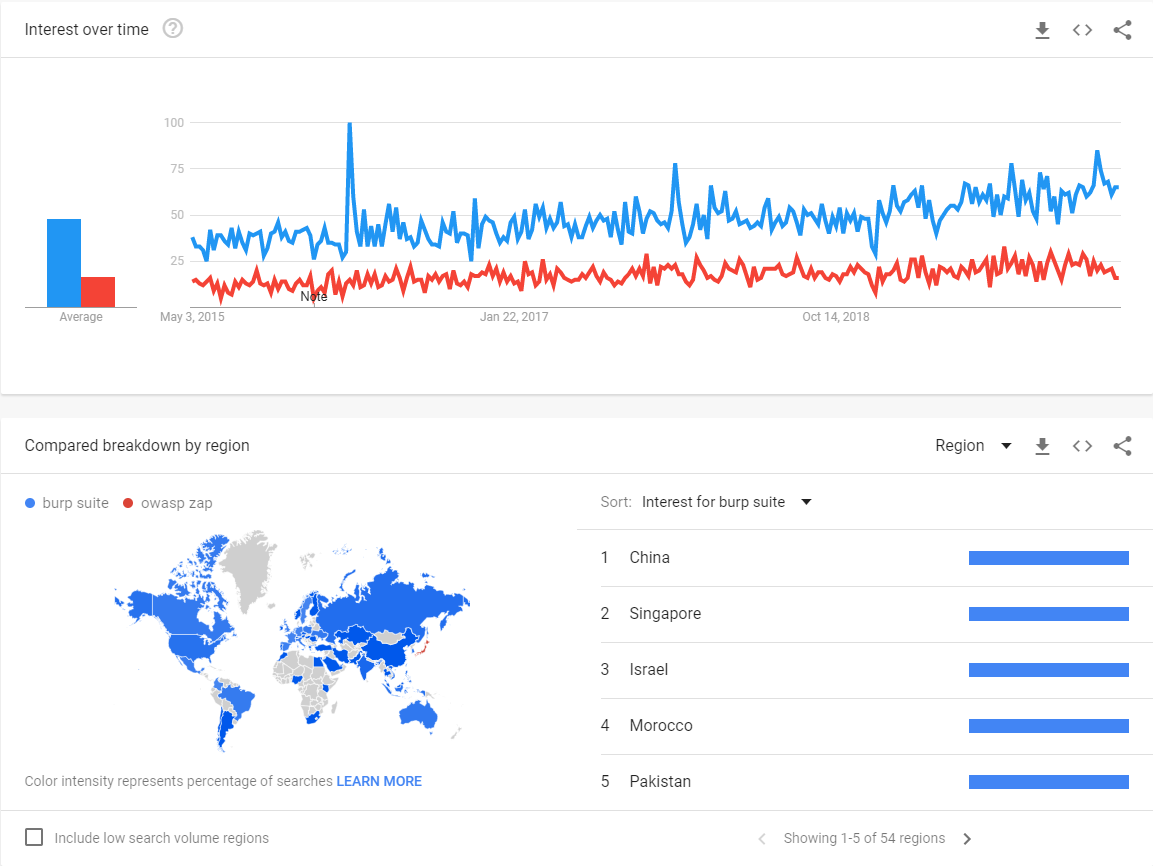 Interest over time
100
75
50
25
Note
Average
May 3, 2015 Jan 22, 2017 Oct 14, 2018
Compared breakdown by region Region
burp suite owasp zap
Sort: Interest for burp suite
1 China
2 Singapore
3 Israel
4 Morocco
5 Pakistan
Color intensity represents percentage of searches LEARN MORE
Include low search volume regions
Showing 1-5 of 54 regions